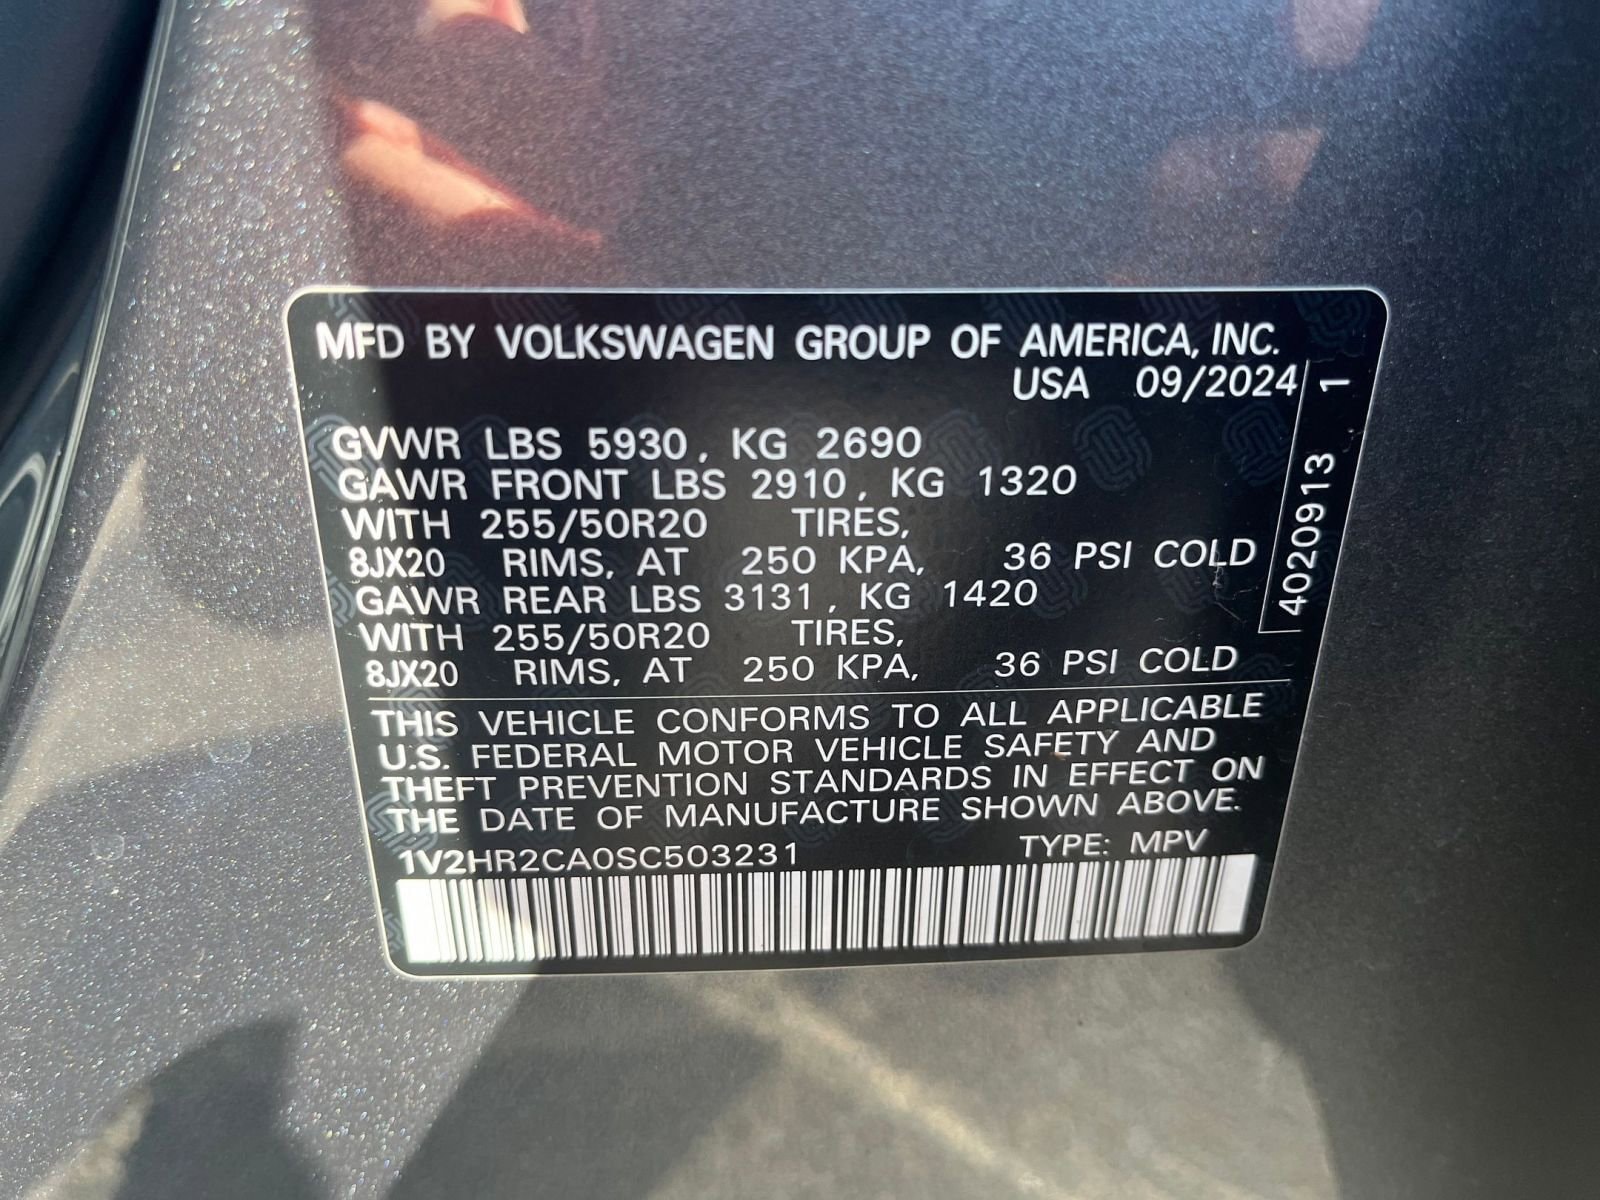 MFD BY VOLKSWAGEN GROUP OF AMERICA, INC.
USA 09/2024
GVWR LBS 5930, KG 2690
GAWR FRONT LBS 2910, KG 1320
WITH 255/50R20 TIRES,
8JX20 RIMS, AT 250 KPA, 36 PSI COLD
GAWR REAR LBS 3131, KG 1420
WITH 255/50R20 TIRES,
8JX20 RIMS, AT 250 KPA, 36 PSI COLD
40209913 1
THIS VEHICLE CONFORMS TO ALL APPLICABLE
U.S. FEDERAL MOTOR VEHICLE SAFETY AND
THEFT PREVENTION STANDARDS IN EFFECT ON
THE DATE OF MANUFACTURE SHOWN ABOVE.
1V2HR2CA0SC503231 TYPE: MPV